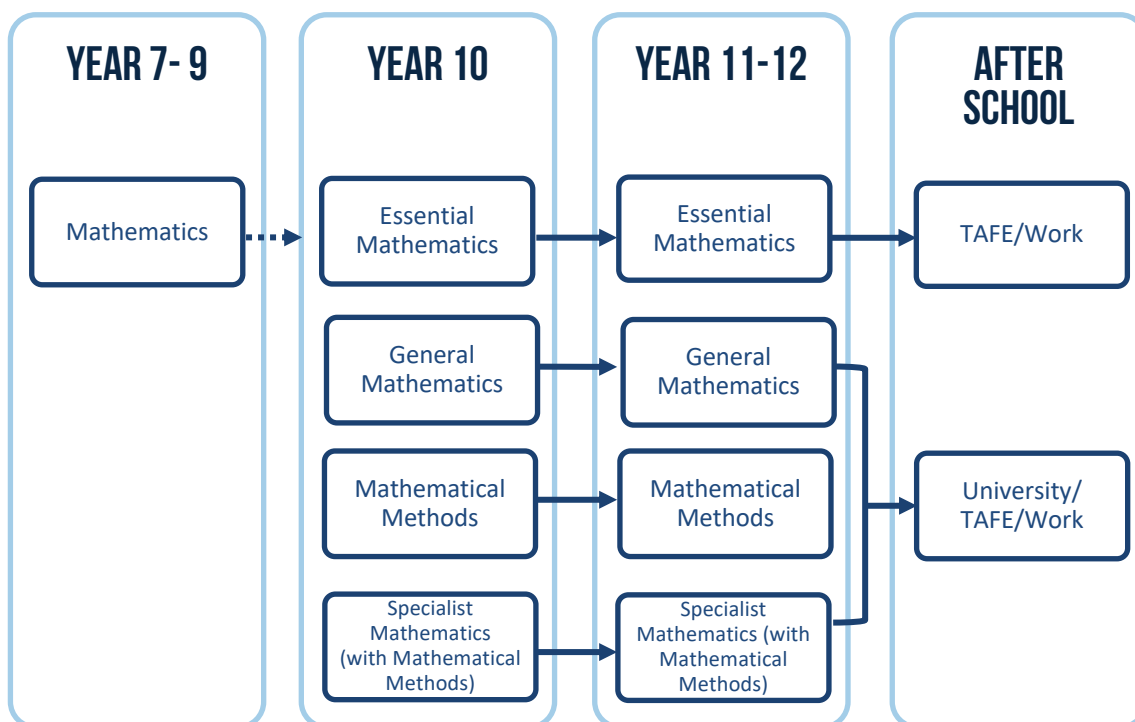 YEAR 7- 9
Mathematics
YEAR 10
Essential
Mathematics
General
Mathematics
Mathematical
Methods
Specialist
Mathematics
(with Mathematical
Methods)
YEAR 11-12
Essential
Mathematics
General
Mathematics
Mathematical
Methods
Specialist
Mathematics (with
Mathematical
Methods)
AFTER
SCHOOL
TAFE/Work
University/
TAFE/Work